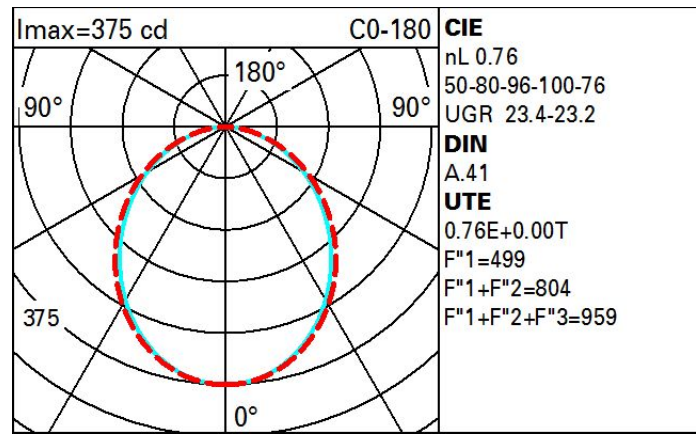 Imax=375 cd
C0-180
180°
90°
90°
375
0°
CIE
nL 0.76
50-80-96-100-76
UGR 23.4-23.2
DIN
A.41
UTE
0.76E+0.00T
F"1=499
F"1+F"2=804
F"1+F"2+F"3=959